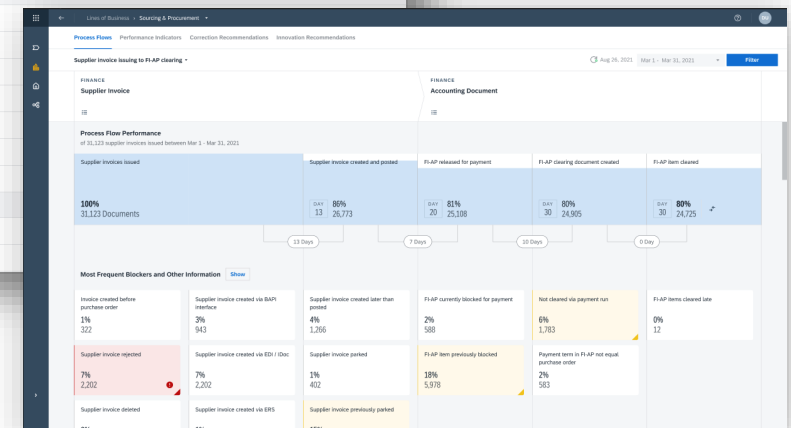 Lines of Business › Sourcing & Procurement
Process Flows Performance Indicators Correction Recommendations Innovation Recommendations
Supplier invoice issuing to FI-AP clearing
Aug 26, 2021 Mar 1 - Mar 31, 2021 Filter
FINANCE
Supplier Invoice
FINANCE
Accounting Document
Process Flow Performance
of 31,123 supplier invoices issued between Mar 1 - Mar 31, 2021
Supplier invoices issued
100%
31,123 Documents
Supplier invoice created and posted
DAY 86%
13 26,773
FI-AP released for payment
DAY 81%
20 25,108
FI-AP clearing document created
DAY 80%
30 24,905
FI-AP item cleared
DAY 80%
30 24,725
13 Days 7 Days 10 Days 0 Day
Most Frequent Blockers and Other Information Show
Invoice created before
purchase order
1%
322
Supplier invoice created via BAPI
interface
3%
943
Supplier invoice created later than
posted
4%
1,266
FI-AP currently blocked for payment
2%
588
Not cleared via payment run
6%
1,783
FI-AP items cleared late
0%
12
Supplier invoice rejected
7%
2,202
Supplier invoice created via EDI / IDoc
7%
2,202
Supplier invoice parked
1%
402
FI-AP item previously blocked
18%
5,978
Payment term in FI-AP not equal
purchase order
2%
583
Supplier invoice deleted
Supplier invoice created via ERS
Supplier invoice previously parked